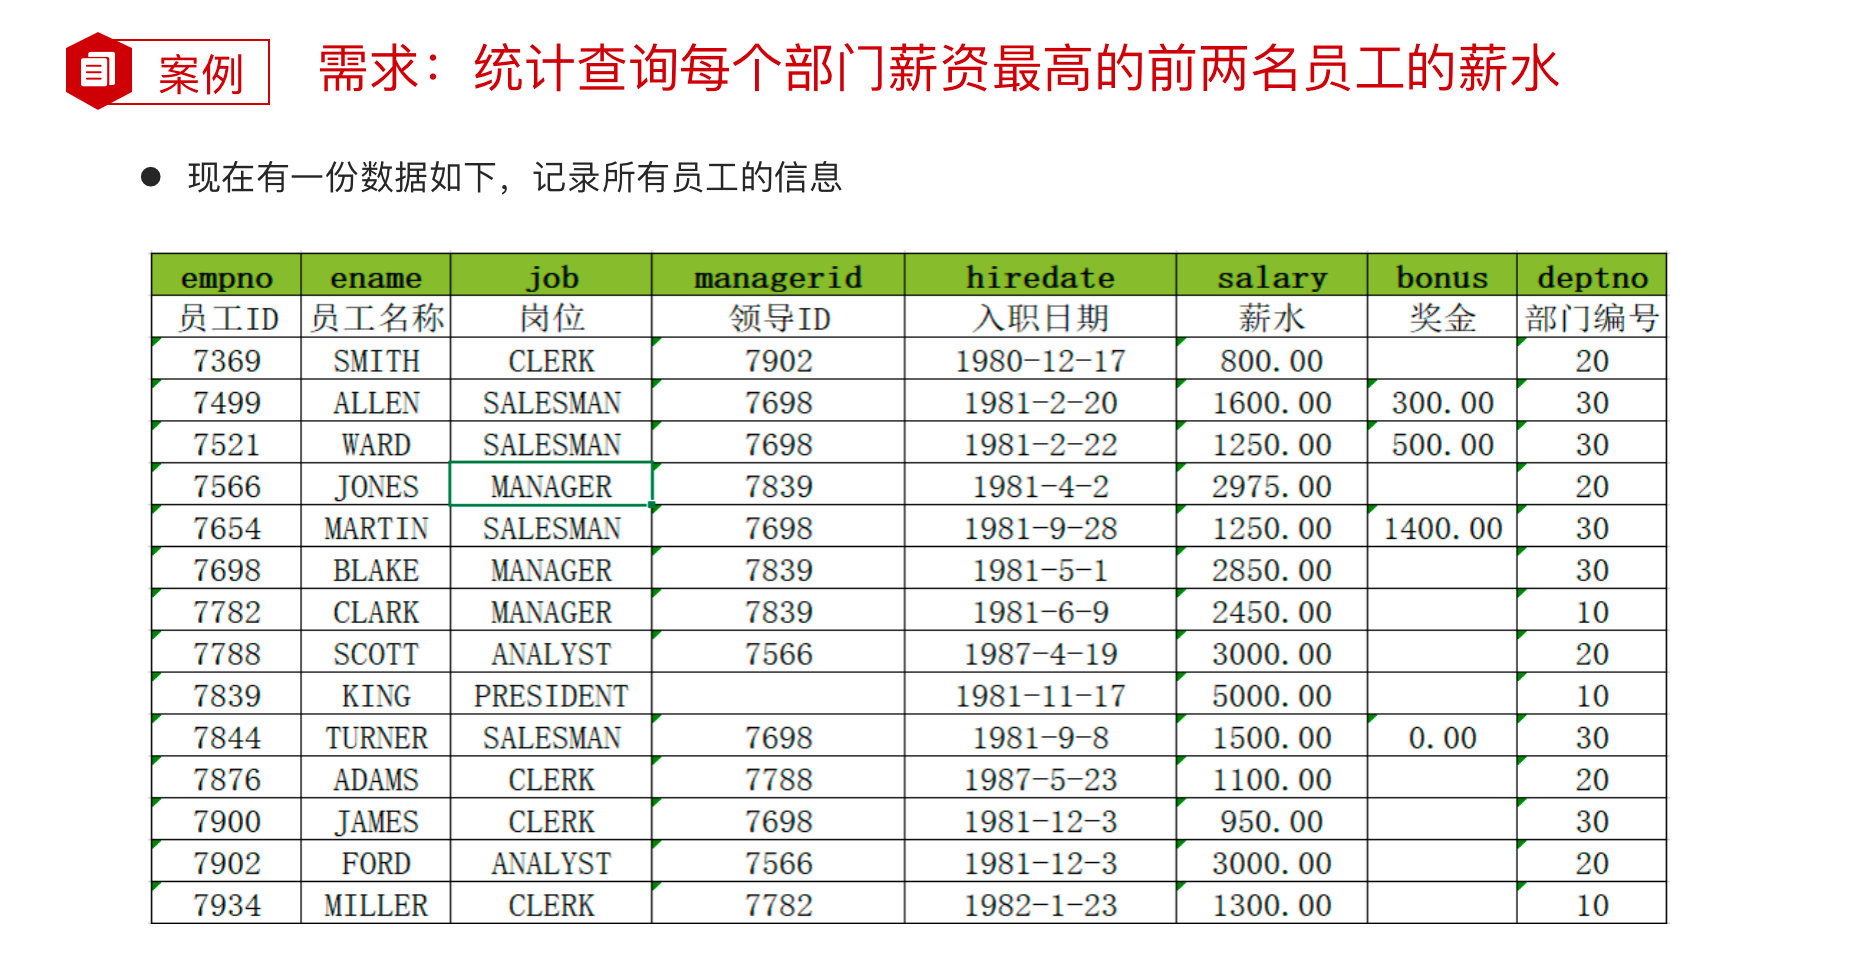 案例
需求：统计查询每个部门薪资最高的前两名员工的薪水
现在有一份数据如下，记录所有员工的信息
empno ename job managerid hiredate salary bonus deptno
员工ID 员工名称 岗位 领导ID 入职日期 薪水 奖金 部门编号
7369 SMITH CLERK 7902 1980-12-17 800.00 20
7499 ALLEN SALESMAN 7698 1981-2-20 1600.00 300.00 30
7521 WARD SALESMAN 7698 1981-2-22 1250.00 500.00 30
7566 JONES MANAGER 7839 1981-4-2 2975.00 20
7654 MARTIN SALESMAN 7698 1981-9-28 1250.00 1400.00 30
7698 BLAKE MANAGER 7839 1981-5-1 2850.00 30
7782 CLARK MANAGER 7839 1981-6-9 2450.00 10
7788 SCOTT ANALYST 7566 1987-4-19 3000.00 20
7839 KING PRESIDENT 1981-11-17 5000.00 10
7844 TURNER SALESMAN 7698 1981-9-8 1500.00 0.00 30
7876 ADAMS CLERK 7788 1987-5-23 1100.00 20
7900 JAMES CLERK 7698 1981-12-3 950.00 30
7902 FORD ANALYST 7566 1981-12-3 3000.00 20
7934 MILLER CLERK 7782 1982-1-23 1300.00 10